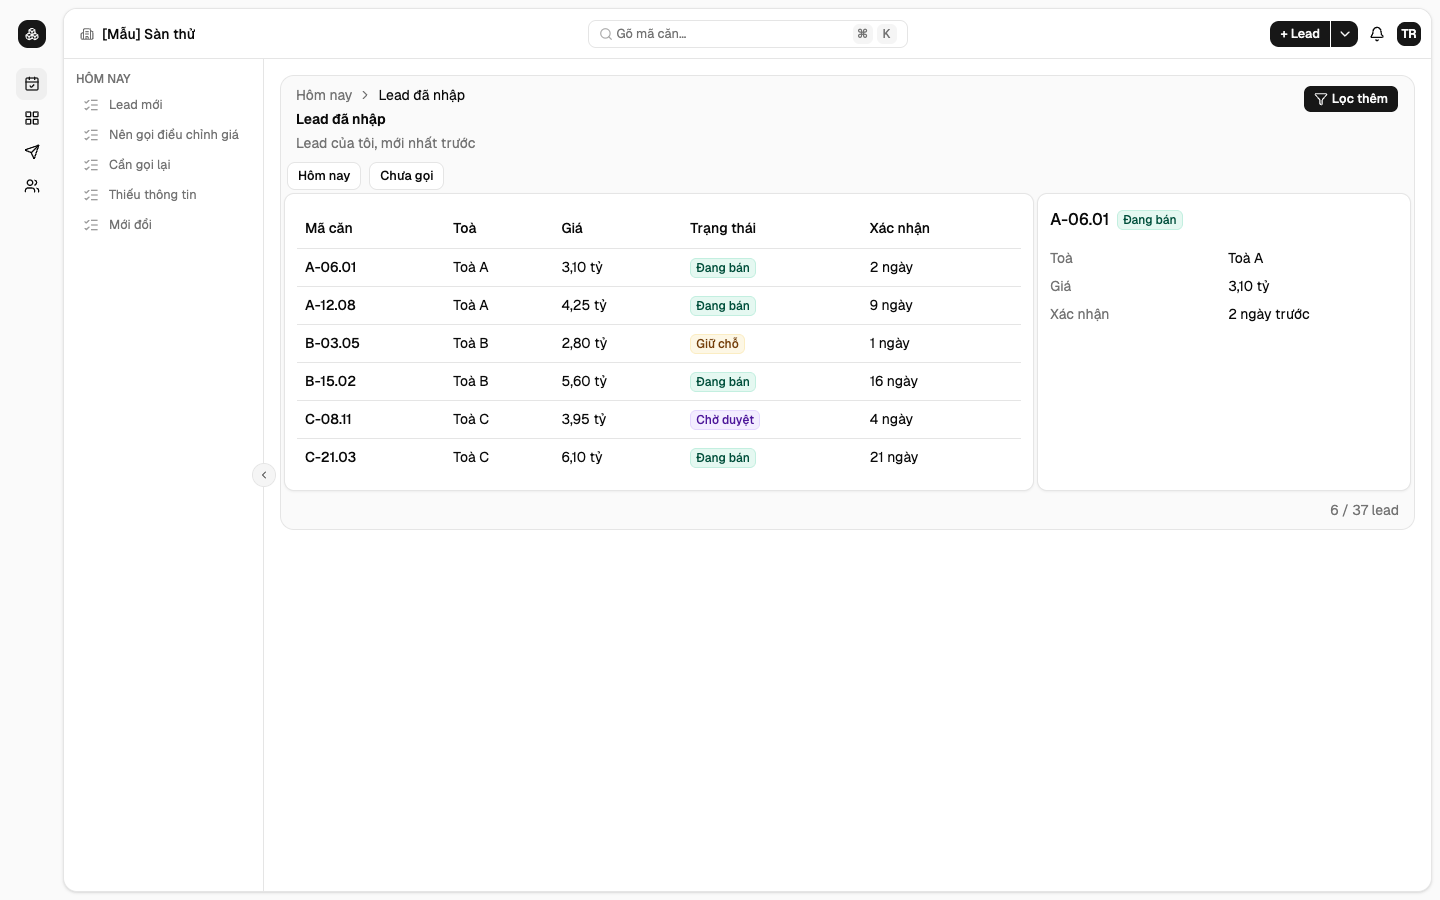 [Mẫu] Sàn thử
Gõ mã căn...
⌘ K
+ Lead
TR
HÔM NAY
Lead mới
Nên gọi điều chỉnh giá
Cần gọi lại
Thiếu thông tin
Mới đổi
Hôm nay > Lead đã nhập
Lọc thêm
Lead đã nhập
Lead của tôi, mới nhất trước
Hôm nay Chưa gọi
Mã căn Toà Giá Trạng thái Xác nhận
A-06.01 Toà A 3,10 tỷ Đang bán 2 ngày
A-12.08 Toà A 4,25 tỷ Đang bán 9 ngày
B-03.05 Toà B 2,80 tỷ Giữ chỗ 1 ngày
B-15.02 Toà B 5,60 tỷ Đang bán 16 ngày
C-08.11 Toà C 3,95 tỷ Chờ duyệt 4 ngày
C-21.03 Toà C 6,10 tỷ Đang bán 21 ngày
A-06.01 Đang bán
Toà Toà A
Giá 3,10 tỷ
Xác nhận 2 ngày trước
6 / 37 lead